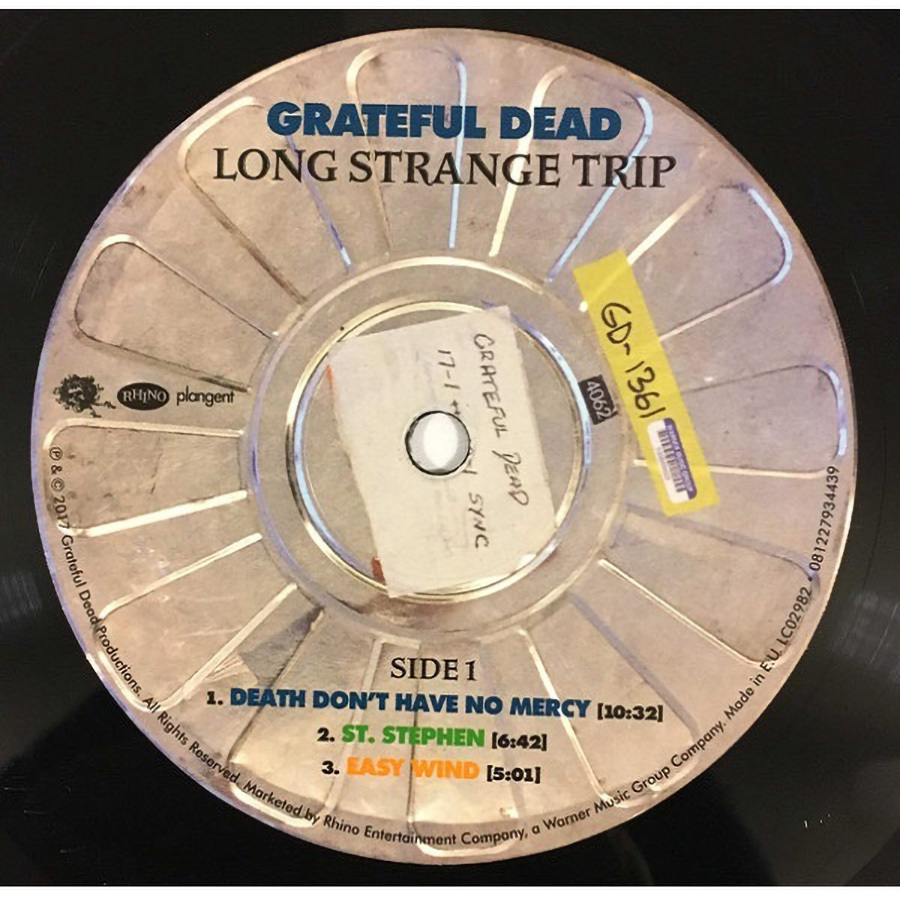 GRATEFUL DEAD
LONG STRANGE TRIP
GD-1361
4062
GRATEFUL DEAD
17-1
SYNC
RHINO plangent
SIDE 1
1. DEATH DON'T HAVE NO MERCY [10:32]
2. ST. STEPHEN [6:42]
3. EASY WIND [5:01]
℗ & © 2017 Grateful Dead Productions. All Rights Reserved. Marketed by Rhino Entertainment Company, a Warner Music Group Company. Made in E.U. LC02982 • 081227934439